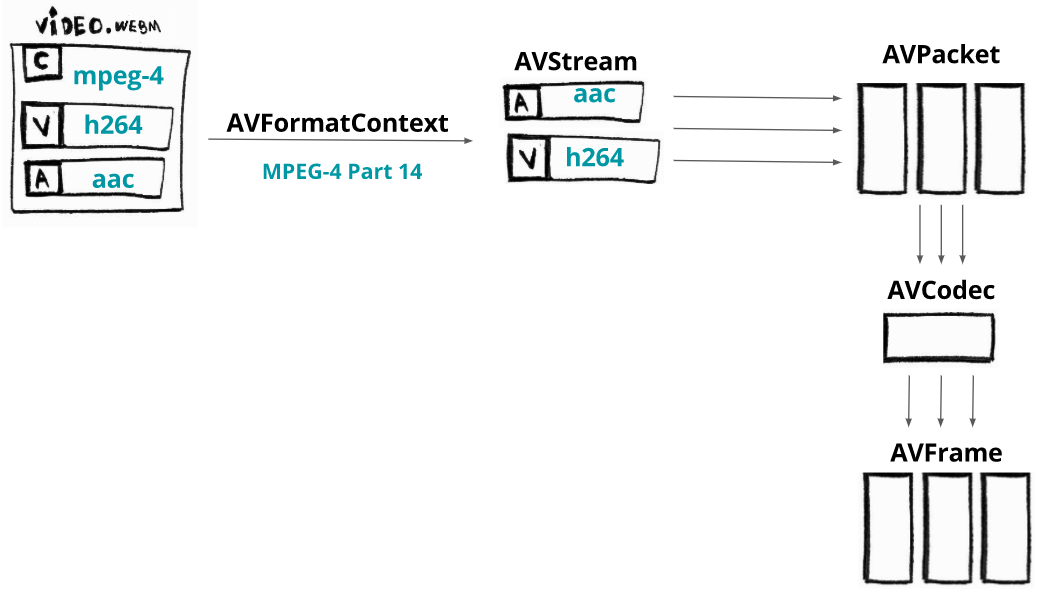 VIDEO.WEBM
C mpeg-4
V h264
A aac
AVFormatContext
MPEG-4 Part 14
AVStream
A aac
V h264
AVPacket
AVCodec
AVFrame